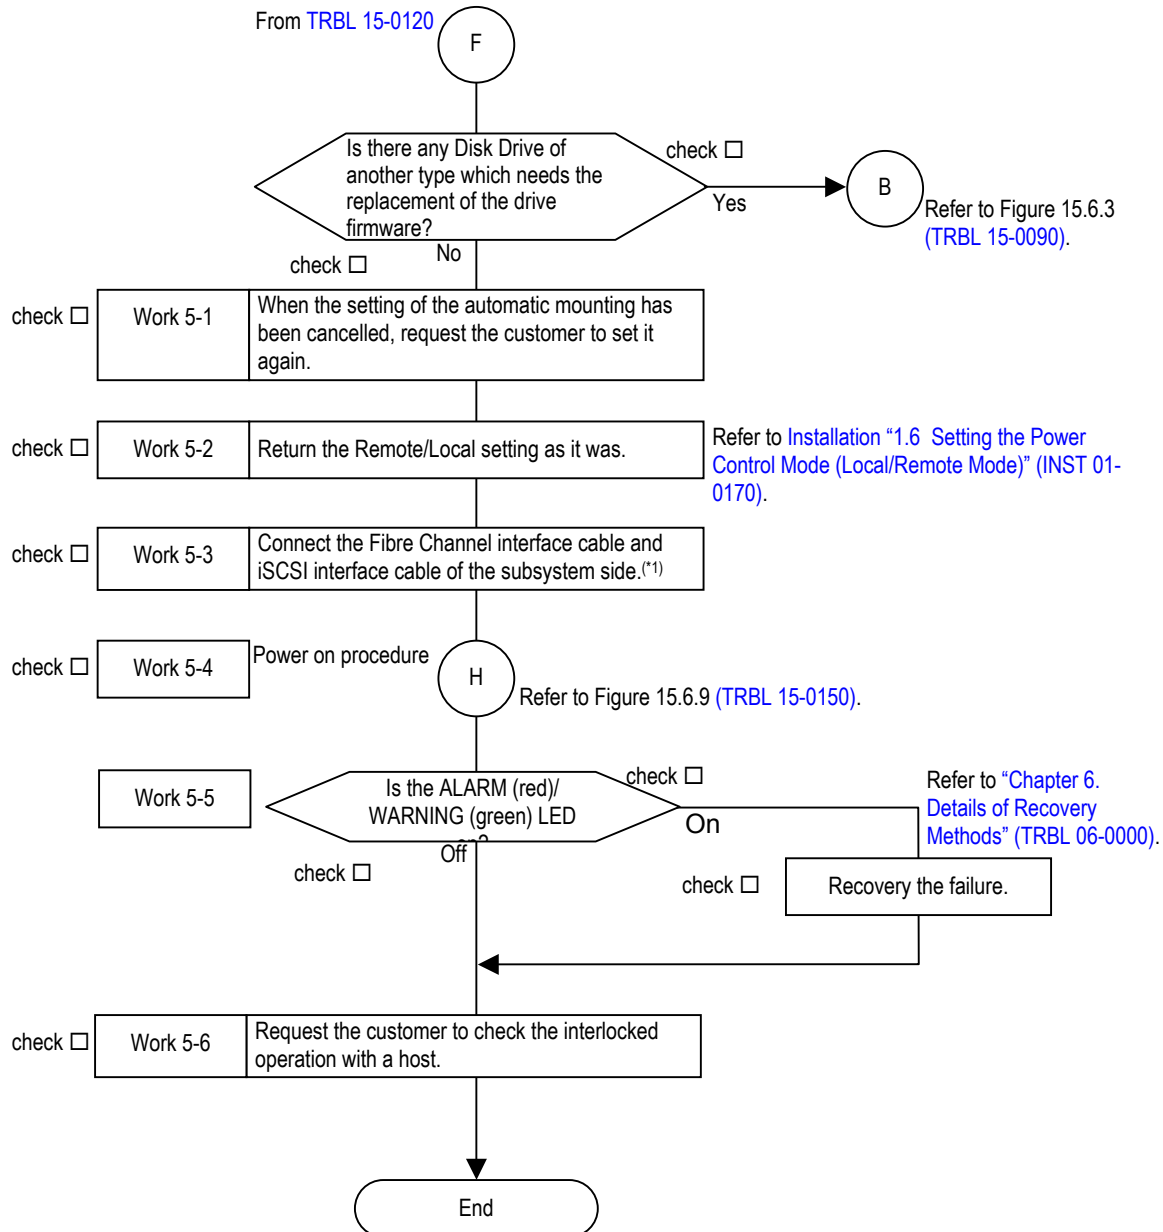 From TRBL 15-0120
F
Is there any Disk Drive of
another type which needs the
replacement of the drive
firmware?
check ☐
Yes
B
Refer to Figure 15.6.3
(TRBL 15-0090).
No
check ☐
check ☐
Work 5-1
When the setting of the automatic mounting has
been cancelled, request the customer to set it
again.
check ☐
Work 5-2
Return the Remote/Local setting as it was.
Refer to Installation “1.6 Setting the Power
Control Mode (Local/Remote Mode)” (INST 01-
0170).
check ☐
Work 5-3
Connect the Fibre Channel interface cable and
iSCSI interface cable of the subsystem side.(*1)
check ☐
Work 5-4
Power on procedure
H
Refer to Figure 15.6.9 (TRBL 15-0150).
Work 5-5
Is the ALARM (red)/
WARNING (green) LED
check ☐
On
Refer to “Chapter 6.
Details of Recovery
Methods” (TRBL 06-0000).
Off
check ☐
check ☐
Recovery the failure.
check ☐
Work 5-6
Request the customer to check the interlocked
operation with a host.
End